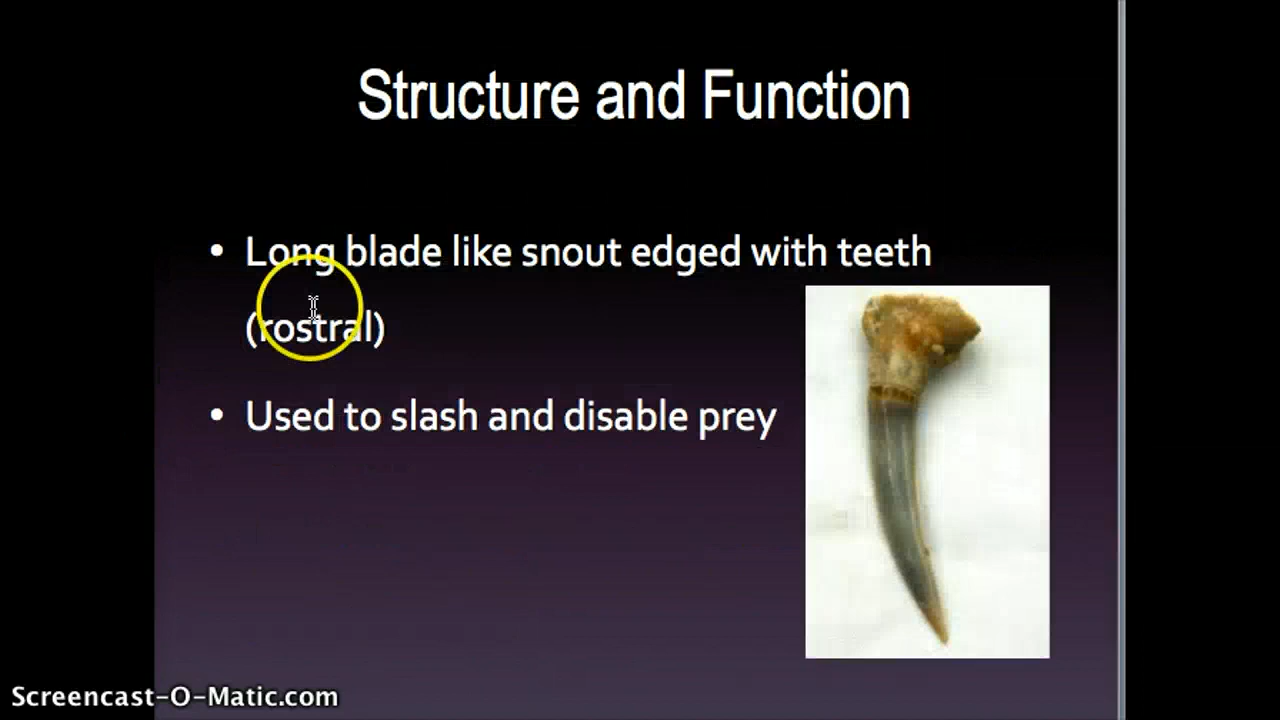 Structure and Function
• Long blade like snout edged with teeth
(rostral)
• Used to slash and disable prey
Screencast-O-Matic.com